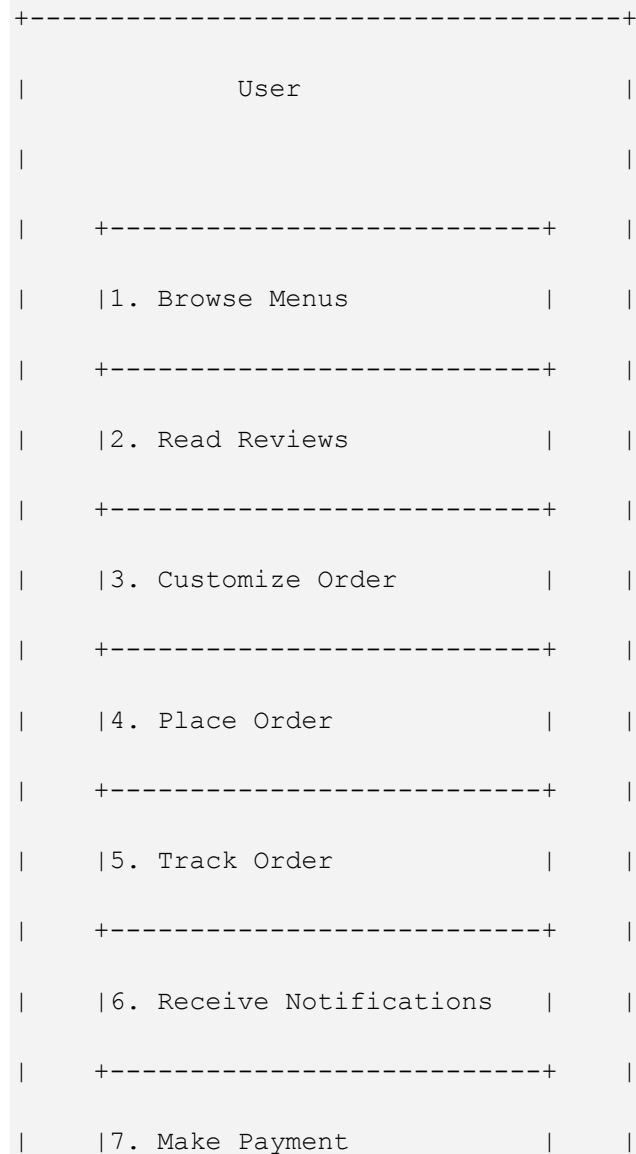 +-------------------------------------+
|             User                    |
|                                     |
|    +---------------------------+    |
|    |1. Browse Menus            |    |
|    +---------------------------+    |
|    |2. Read Reviews            |    |
|    +---------------------------+    |
|    |3. Customize Order         |    |
|    +---------------------------+    |
|    |4. Place Order             |    |
|    +---------------------------+    |
|    |5. Track Order             |    |
|    +---------------------------+    |
|    |6. Receive Notifications   |    |
|    +---------------------------+    |
|    |7. Make Payment            |    |